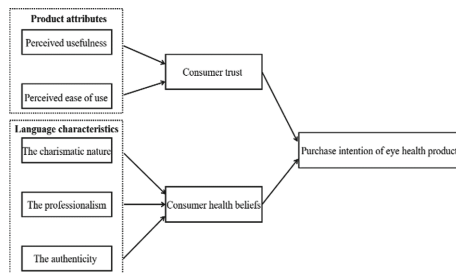 Product attributes
Perceived usefulness
Consumer trust
Perceived ease of use
Language characteristics
The charismatic nature
Purchase intention of eye health product
The professionalism
Consumer health beliefs
The authenticity